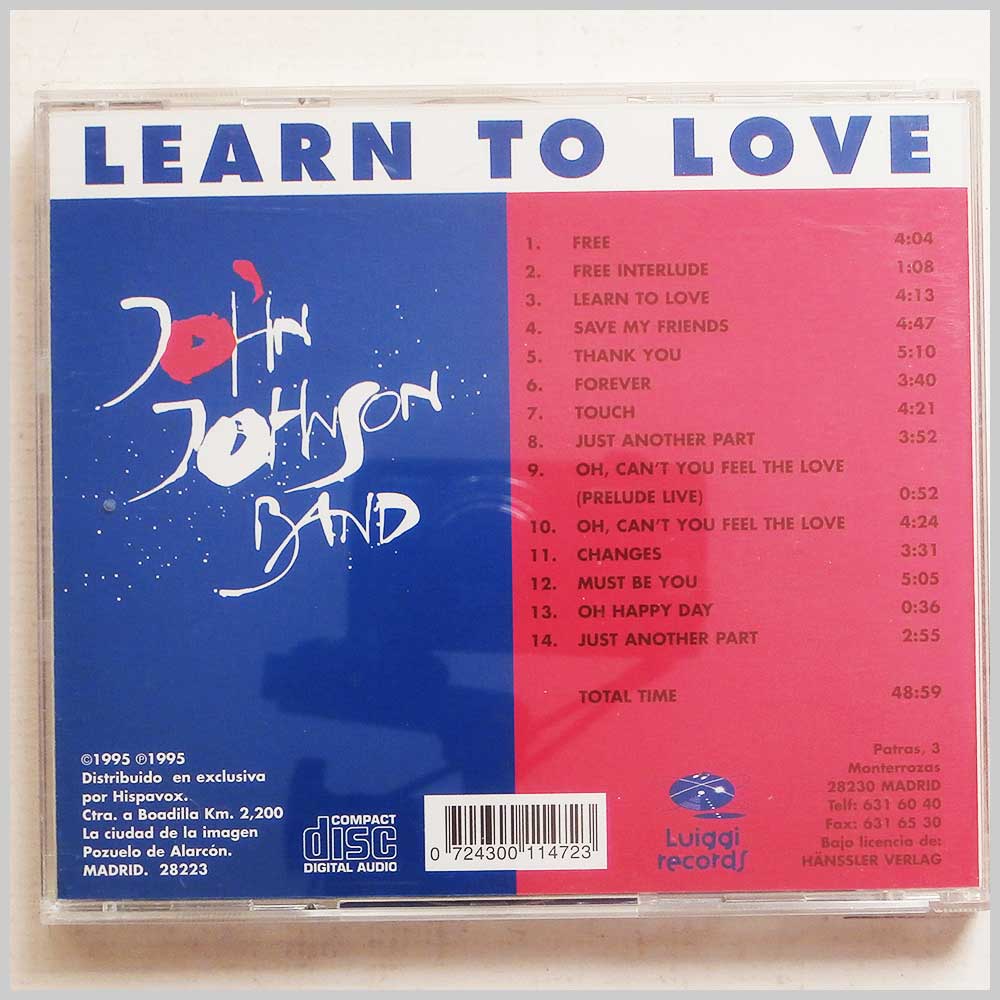 LEARN TO LOVE
JOHN
JOHNSON
BAND
1. FREE 4:04
2. FREE INTERLUDE 1:08
3. LEARN TO LOVE 4:13
4. SAVE MY FRIENDS 4:47
5. THANK YOU 5:10
6. FOREVER 3:40
7. TOUCH 4:21
8. JUST ANOTHER PART 3:52
9. OH, CAN'T YOU FEEL THE LOVE
(PRELUDE LIVE) 0:52
10. OH, CAN'T YOU FEEL THE LOVE 4:24
11. CHANGES 3:31
12. MUST BE YOU 5:05
13. OH HAPPY DAY 0:36
14. JUST ANOTHER PART 2:55
TOTAL TIME 48:59
©1995 ℗1995
Distribuido en exclusiva
por Hispavox.
Ctra. a Boadilla Km. 2,200
La ciudad de la imagen
Pozuelo de Alarcón.
MADRID. 28223
COMPACT
disc
DIGITAL AUDIO
0 724300 114723
Luiggi
records
Patras, 3
Monterrozas
28230 MADRID
Telf: 631 60 40
Fax: 631 65 30
Bajo licencia de:
HÄNSSLER VERLAG